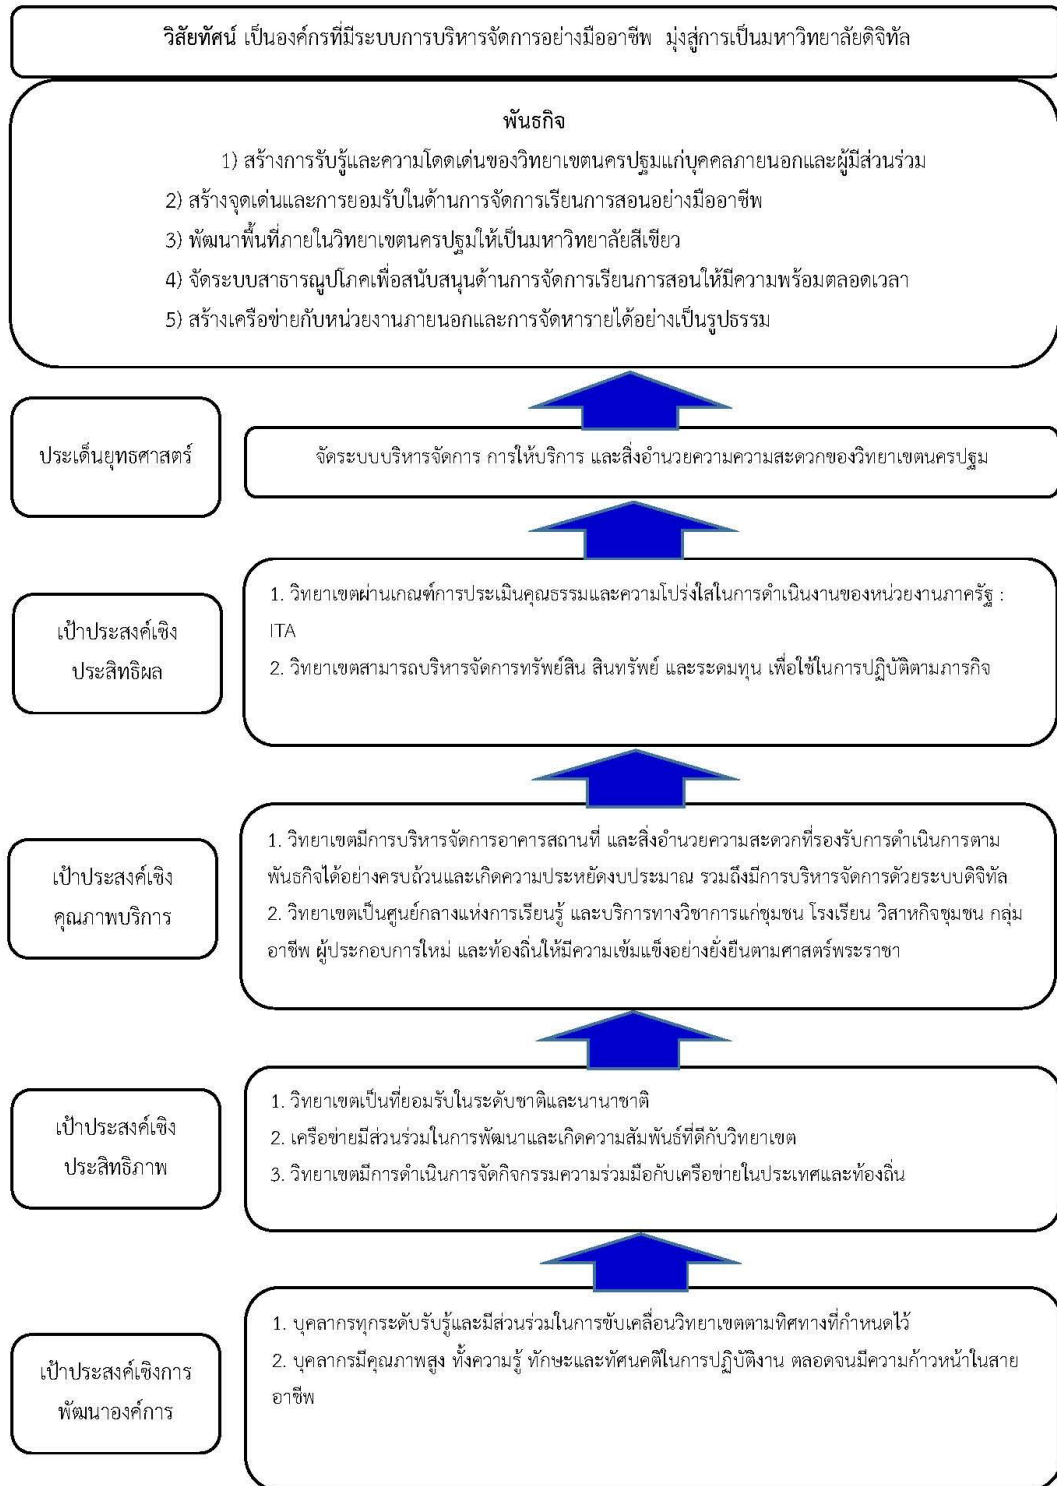 วิสัยทัศน์ เป็นองค์กรที่มีระบบการบริหารจัดการอย่างมืออาชีพ มุ่งสู่การเป็นมหาวิทยาลัยดิจิทัล
พันธกิจ
1) สร้างการรับรู้และความโดดเด่นของวิทยาเขตนครปฐมแก่บุคคลภายนอกและผู้มีส่วนร่วม
2) สร้างจุดเด่นและการยอมรับในด้านการจัดการเรียนการสอนอย่างมืออาชีพ
3) พัฒนาพื้นที่ภายในวิทยาเขตนครปฐมให้เป็นมหาวิทยาลัยสีเขียว
4) จัดระบบสาธารณูปโภคเพื่อสนับสนุนด้านการจัดการเรียนการสอนให้มีความพร้อมตลอดเวลา
5) สร้างเครือข่ายกับหน่วยงานภายนอกและการจัดหารายได้อย่างเป็นรูปธรรม
ประเด็นยุทธศาสตร์
จัดระบบบริหารจัดการ การให้บริการ และสิ่งอำนวยความความสะดวกของวิทยาเขตนครปฐม
เป้าประสงค์เชิง
ประสิทธิผล
1. วิทยาเขตผ่านเกณฑ์การประเมินคุณธรรมและความโปร่งใสในการดำเนินงานของหน่วยงานภาครัฐ :
ITA
2. วิทยาเขตสามารถบริหารจัดการทรัพย์สิน สินทรัพย์ และระดมทุน เพื่อใช้ในการปฏิบัติตามภารกิจ
เป้าประสงค์เชิง
คุณภาพบริการ
1. วิทยาเขตมีการบริหารจัดการอาคารสถานที่ และสิ่งอำนวยความสะดวกที่รองรับการดำเนินการตาม
พันธกิจได้อย่างครบถ้วนและเกิดความประหยัดงบประมาณ รวมถึงมีการบริหารจัดการด้วยระบบดิจิทัล
2. วิทยาเขตเป็นศูนย์กลางแห่งการเรียนรู้ และบริการทางวิชาการแก่ชุมชน โรงเรียน วิสาหกิจชุมชน กลุ่ม
อาชีพ ผู้ประกอบการใหม่ และท้องถิ่นให้มีความเข้มแข็งอย่างยั่งยืนตามศาสตร์พระราชา
เป้าประสงค์เชิง
ประสิทธิภาพ
1. วิทยาเขตเป็นที่ยอมรับในระดับชาติและนานาชาติ
2. เครือข่ายมีส่วนร่วมในการพัฒนาและเกิดความสัมพันธ์ที่ดีกับวิทยาเขต
3. วิทยาเขตมีการดำเนินการจัดกิจกรรมความร่วมมือกับเครือข่ายในประเทศและท้องถิ่น
เป้าประสงค์เชิงการ
พัฒนาองค์การ
1. บุคลากรทุกระดับรับรู้และมีส่วนร่วมในการขับเคลื่อนวิทยาเขตตามทิศทางที่กำหนดไว้
2. บุคลากรมีคุณภาพสูง ทั้งความรู้ ทักษะและทัศนคติในการปฏิบัติงาน ตลอดจนมีความก้าวหน้าในสาย
อาชีพ